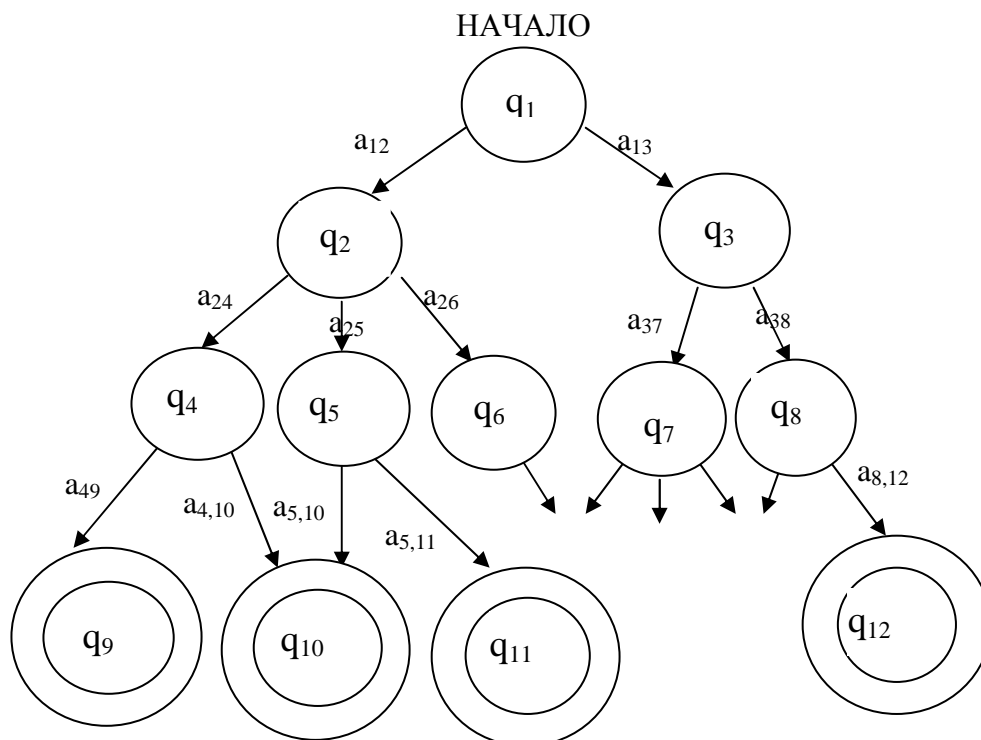 НАЧАЛО
q₁
a₁₂ a₁₃
q₂ q₃
a₂₄ a₂₅ a₂₆ a₃₇ a₃₈
q₄ q₅ q₆ q₇ q₈
a₄₉ a₄,₁₀ a₅,₁₀ a₅,₁₁ a₈,₁₂
q₉ q₁₀ q₁₁ q₁₂